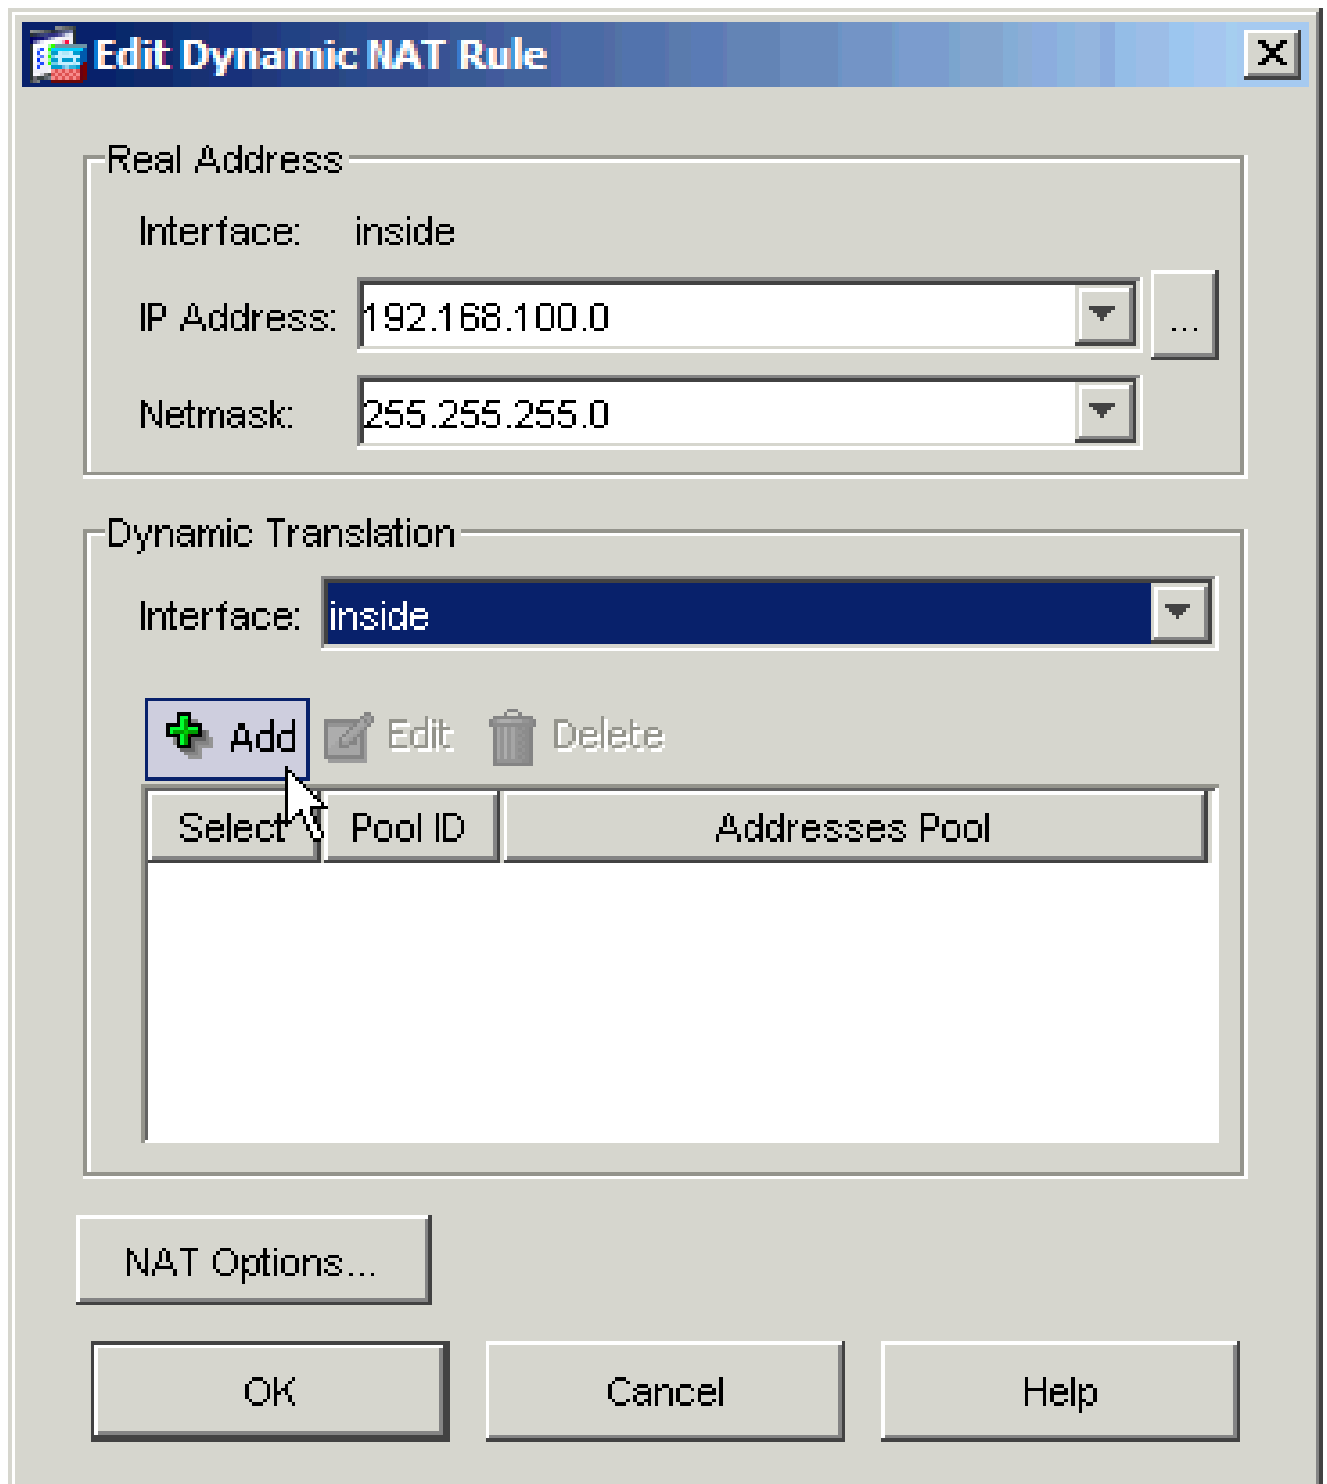 Edit Dynamic NAT Rule
Real Address
Interface: inside
IP Address: 192.168.100.0 ...
Netmask: 255.255.255.0
Dynamic Translation
Interface: inside
Add Edit Delete
Select Pool ID Addresses Pool
NAT Options...
OK Cancel Help